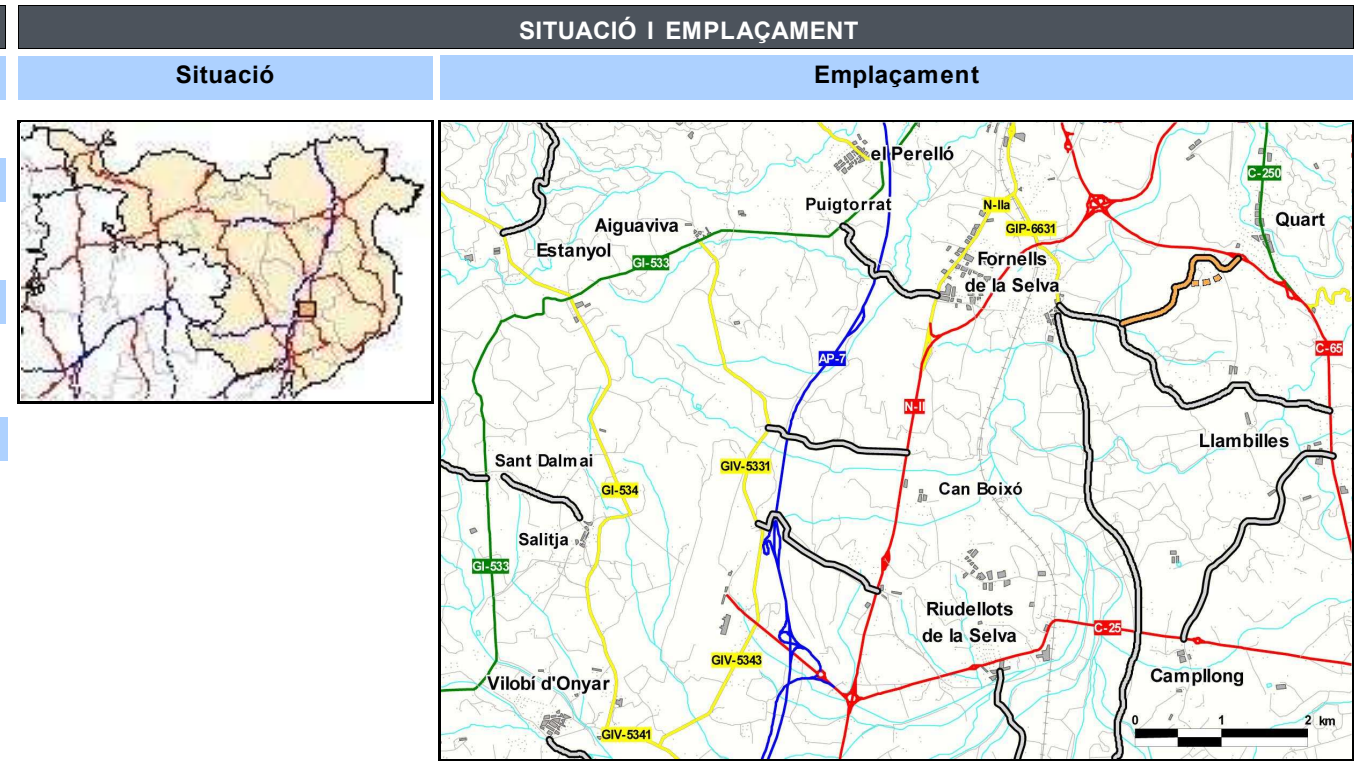 SITUACIÓ I EMPLAÇAMENT
Situació
Emplaçament
el Perelló
C-250
Puigtorrat
N-IIa
Quart
Aiguaviva
GIP-6631
Estanyol
GI-533
Fornells
de la Selva
AP-7
C-65
N-II
Llambilles
Sant Dalmai
GIV-5331
GI-534
Can Boixó
Salitja
GI-533
Riudellots
de la Selva
C-25
GIV-5343
Campllong
Vilobí d'Onyar
GIV-5341
0 1 2 km